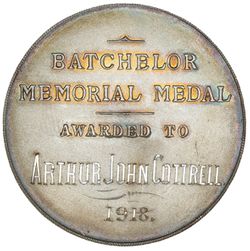 BATCHELOR
MEMORIAL MEDAL
AWARDED TO
ARTHUR JOHN COTTRELL
1918.